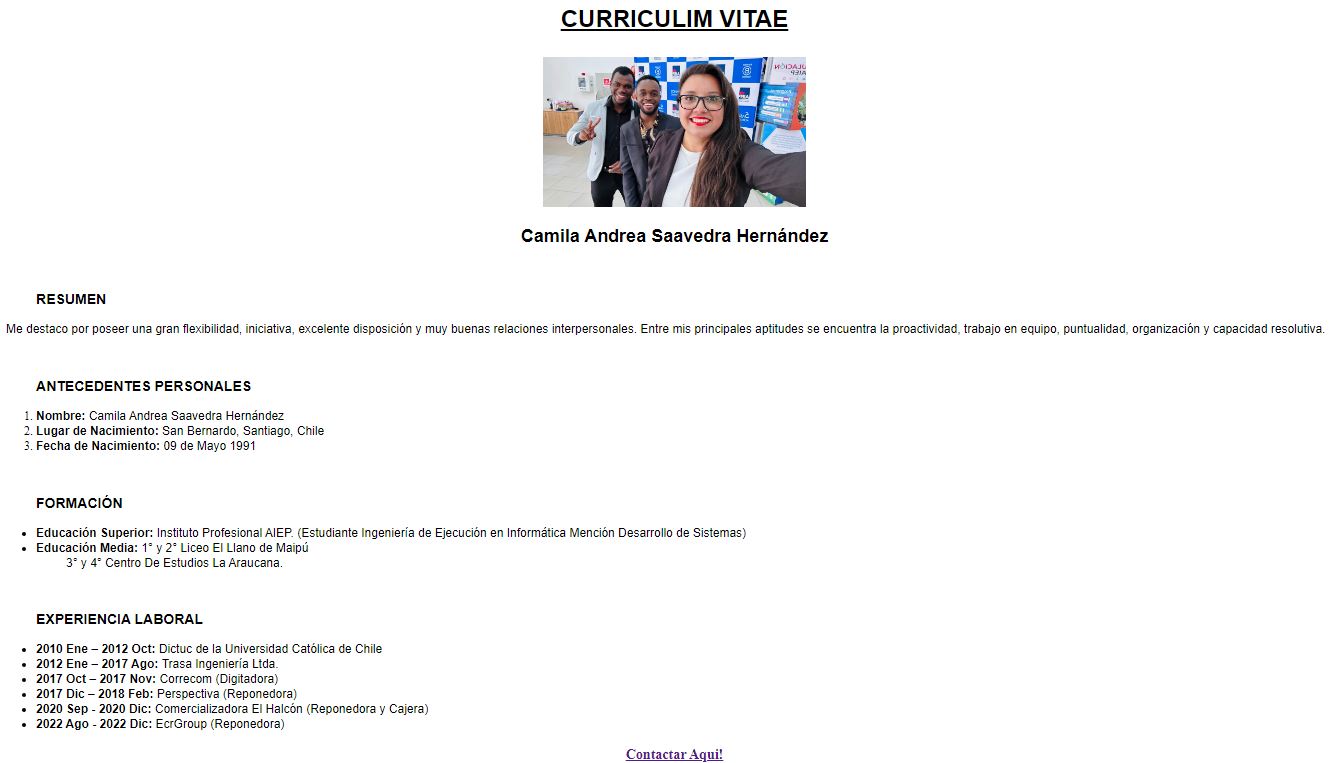 CURRICULIM VITAE
Camila Andrea Saavedra Hernández
RESUMEN
Me destaco por poseer una gran flexibilidad, iniciativa, excelente disposición y muy buenas relaciones interpersonales. Entre mis principales aptitudes se encuentra la proactividad, trabajo en equipo, puntualidad, organización y capacidad resolutiva.
ANTECEDENTES PERSONALES
1. Nombre: Camila Andrea Saavedra Hernández
2. Lugar de Nacimiento: San Bernardo, Santiago, Chile
3. Fecha de Nacimiento: 09 de Mayo 1991
FORMACIÓN
• Educación Superior: Instituto Profesional AIEP. (Estudiante Ingeniería de Ejecución en Informática Mención Desarrollo de Sistemas)
• Educación Media: 1° y 2° Liceo El Llano de Maipú
3° y 4° Centro De Estudios La Araucana.
EXPERIENCIA LABORAL
• 2010 Ene – 2012 Oct: Dictuc de la Universidad Católica de Chile
• 2012 Ene – 2017 Ago: Trasa Ingeniería Ltda.
• 2017 Oct – 2017 Nov: Correcom (Digitadora)
• 2017 Dic – 2018 Feb: Perspectiva (Reponedora)
• 2020 Sep - 2020 Dic: Comercializadora El Halcón (Reponedora y Cajera)
• 2022 Ago - 2022 Dic: EcrGroup (Reponedora)
Contactar Aqui!